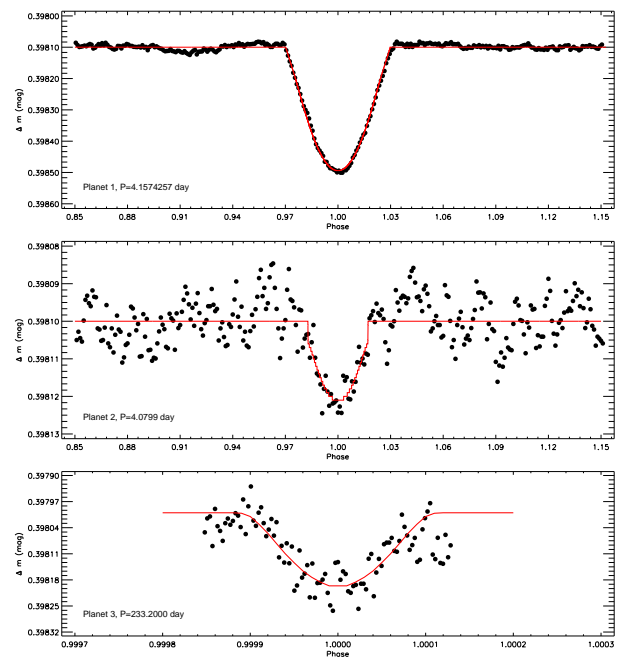 0.39800
0.39810
0.39820
0.39830
0.39840
0.39850
0.39860
Δ m (mag)
Planet 1, P=4.1574257 day
0.85 0.88 0.91 0.94 0.97 1.00 1.03 1.06 1.09 1.12 1.15
Phase
0.39808
0.39809
0.39810
0.39811
0.39812
0.39813
Δ m (mag)
Planet 2, P=4.0799 day
0.85 0.88 0.91 0.94 0.97 1.00 1.03 1.06 1.09 1.12 1.15
Phase
0.39790
0.39797
0.39804
0.39811
0.39818
0.39825
0.39832
Δ m (mag)
Planet 3, P=233.2000 day
0.9997 0.9998 0.9999 1.0000 1.0001 1.0002 1.0003
Phase